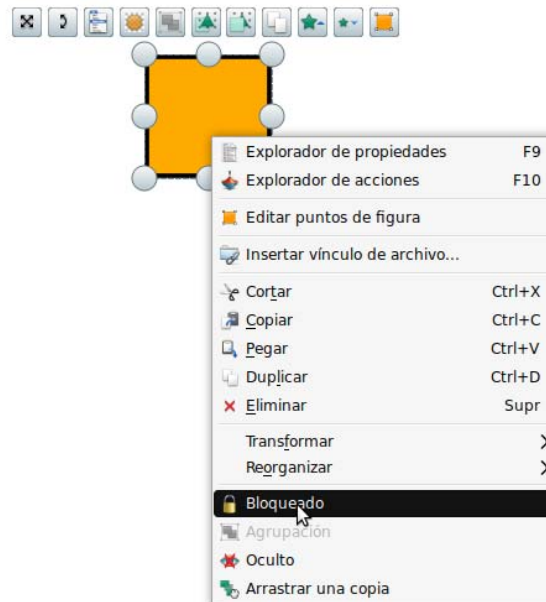 Explorador de propiedades F9
Explorador de acciones F10
Editar puntos de figura
Insertar vínculo de archivo...
Cortar Ctrl+X
Copiar Ctrl+C
Pegar Ctrl+V
Duplicar Ctrl+D
Eliminar Supr
Transformar
Reorganizar
Bloqueado
Agrupación
Oculto
Arrastrar una copia